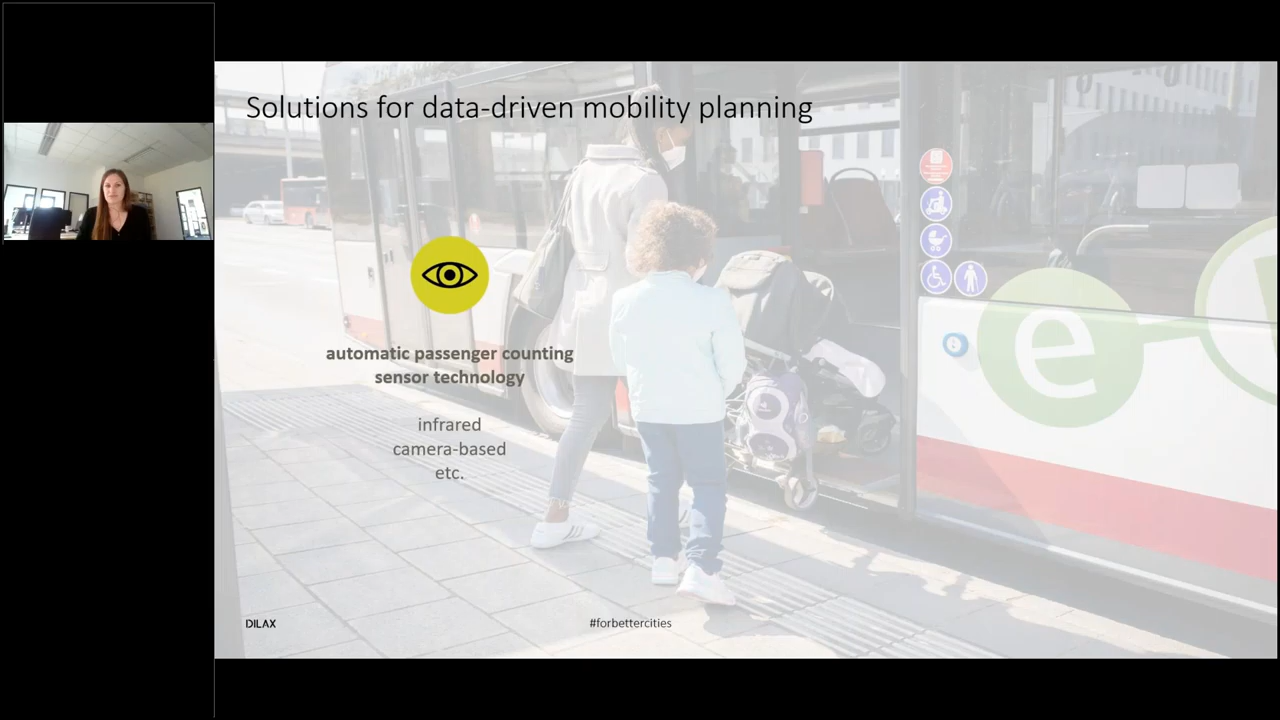 Solutions for data-driven mobility planning
automatic passenger counting
sensor technology
infrared
camera-based
etc.
e
DILAX
#forbettercities